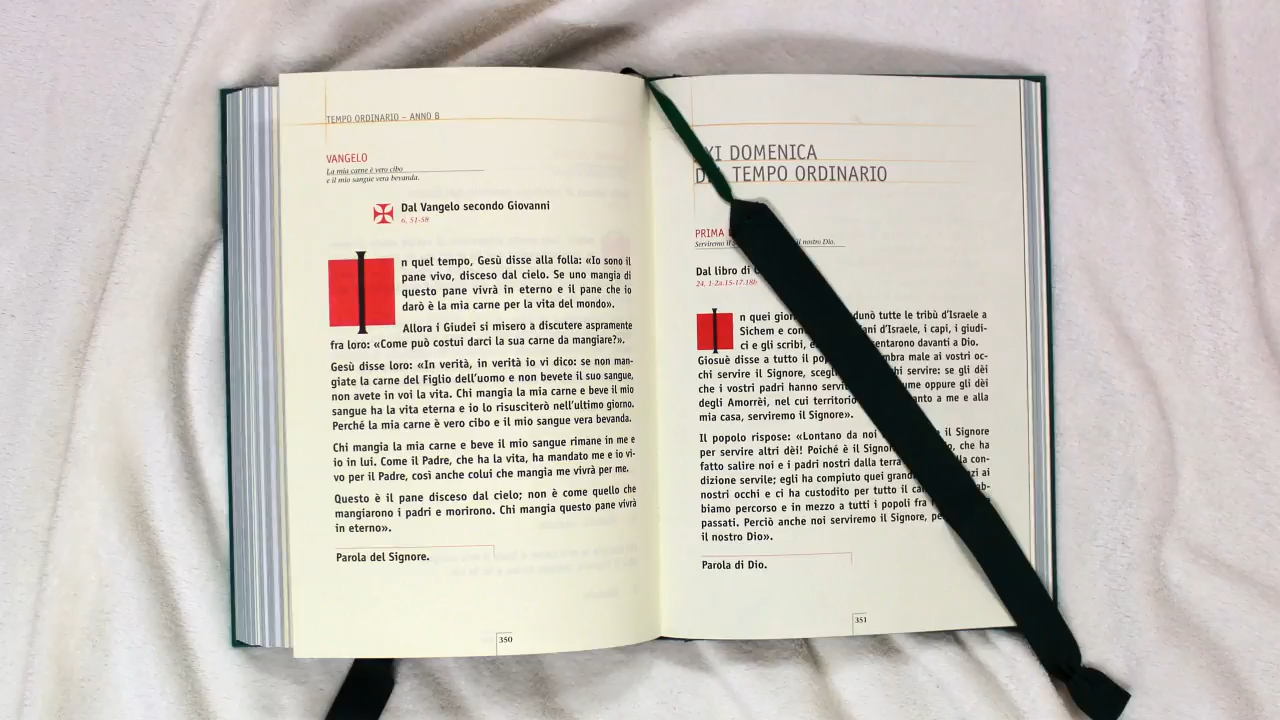 TEMPO ORDINARIO – ANNO B
VANGELO
La mia carne è vero cibo
e il mio sangue vera bevanda.
Dal Vangelo secondo Giovanni
6, 51-58
In quel tempo, Gesù disse alla folla: «Io sono il
pane vivo, disceso dal cielo. Se uno mangia di
questo pane vivrà in eterno e il pane che io
darò è la mia carne per la vita del mondo».
Allora i Giudei si misero a discutere aspramente
fra loro: «Come può costui darci la sua carne da mangiare?».
Gesù disse loro: «In verità, in verità io vi dico: se non man-
giate la carne del Figlio dell'uomo e non bevete il suo sangue,
non avete in voi la vita. Chi mangia la mia carne e beve il mio
sangue ha la vita eterna e io lo risusciterò nell'ultimo giorno.
Perché la mia carne è vero cibo e il mio sangue vera bevanda.
Chi mangia la mia carne e beve il mio sangue rimane in me e
io in lui. Come il Padre, che ha la vita, ha mandato me e io vi-
vo per il Padre, così anche colui che mangia me vivrà per me.
Questo è il pane disceso dal cielo; non è come quello che
mangiarono i padri e morirono. Chi mangia questo pane vivrà
in eterno».
Parola del Signore.
350
DOMENICA
TEMPO ORDINARIO
PRIMA
Serviremo il nostro Dio.
Dal libro di
24, 1-2a.15-17.18b
In quei tutte le tribù d'Israele a
Sichem e d'Israele, i capi, i giudi-
ci e gli scribi, davanti a Dio.
Giosuè disse a tutto il male ai vostri oc-
chi servire il Signore, servire: se gli dèi
che i vostri padri hanno oppure gli dèi
degli Amorrèi, nel cui territorio a me e alla
mia casa, serviremo il Signore».
Il popolo rispose: «Lontano da noi il Signore
per servire altri dèi! Poiché è il che ha
fatto salire noi e i padri nostri dalla terra con-
dizione servile; egli ha compiuto quei ai
nostri occhi e ci ha custodito per tutto il
biamo percorso e in mezzo a tutti i popoli fra
passati. Perciò anche noi serviremo il Signore,
il nostro Dio».
Parola di Dio.
351